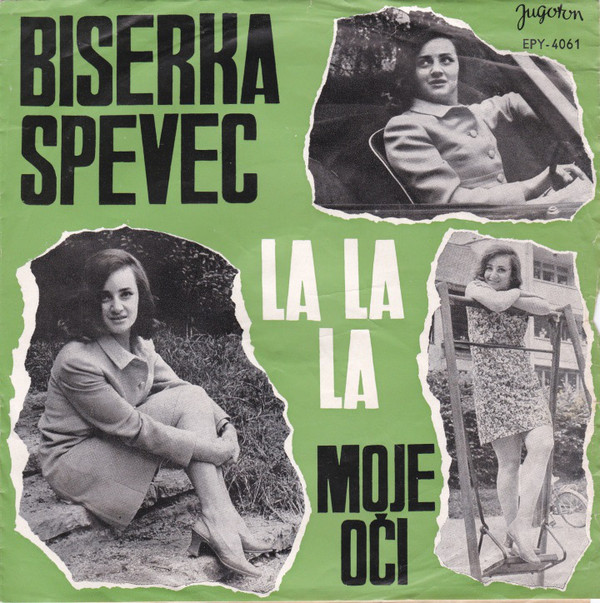 BISERKA
SPEVEC
Jugoton
EPY-4061
LA LA
LA
MOJE
OČI